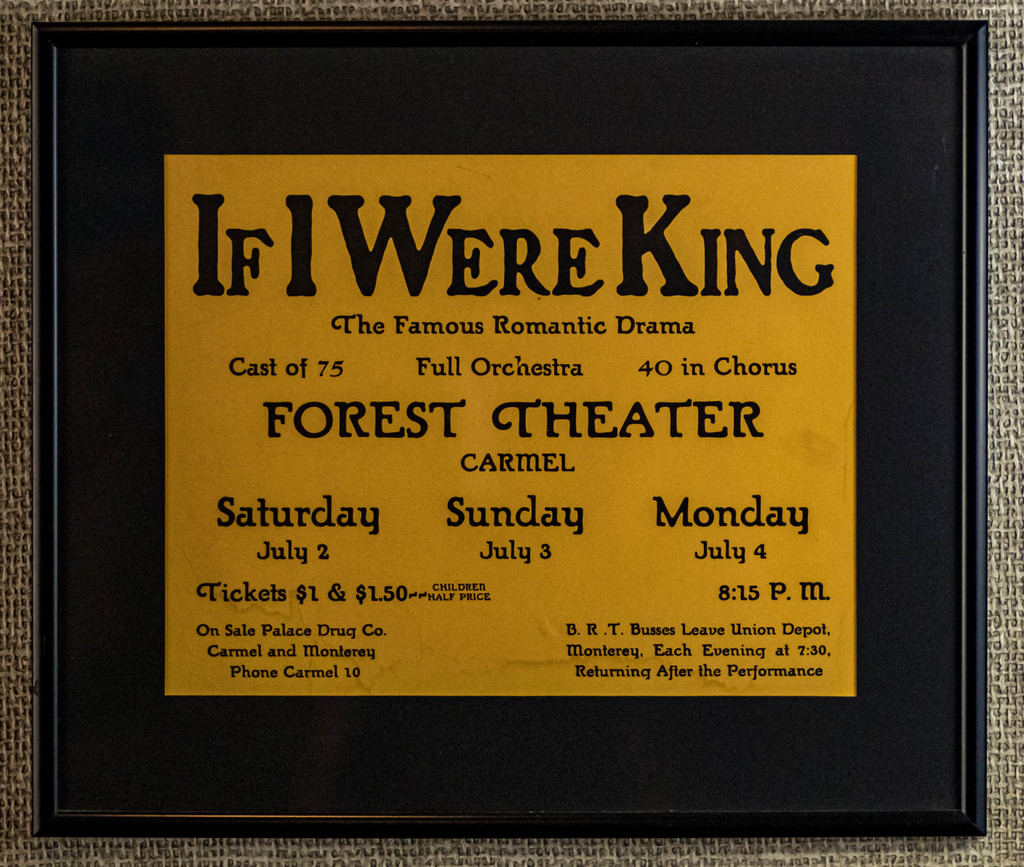 If I Were King
The Famous Romantic Drama
Cast of 75 Full Orchestra 40 in Chorus
FOREST THEATER
CARMEL
Saturday Sunday Monday
July 2 July 3 July 4
Tickets $1 & $1.50~~CHILDREN HALF PRICE 8:15 P. M.
On Sale Palace Drug Co.
Carmel and Monterey
Phone Carmel 10
B. R .T. Busses Leave Union Depot,
Monterey, Each Evening at 7:30,
Returning After the Performance